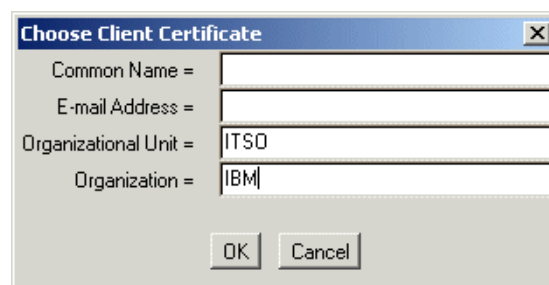 Choose Client Certificate
Common Name =
E-mail Address =
Organizational Unit = ITSO
Organization = IBM
OK Cancel